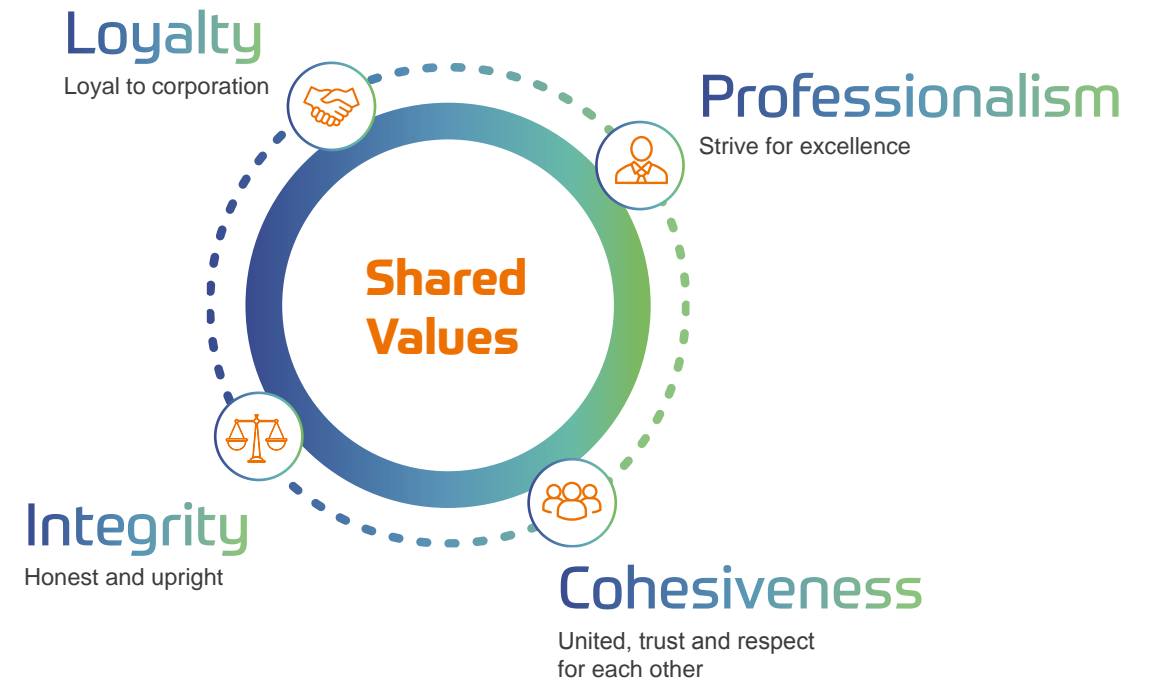 Loyalty
Loyal to corporation
Professionalism
Strive for excellence
Shared
Values
Integrity
Honest and upright
Cohesiveness
United, trust and respect
for each other